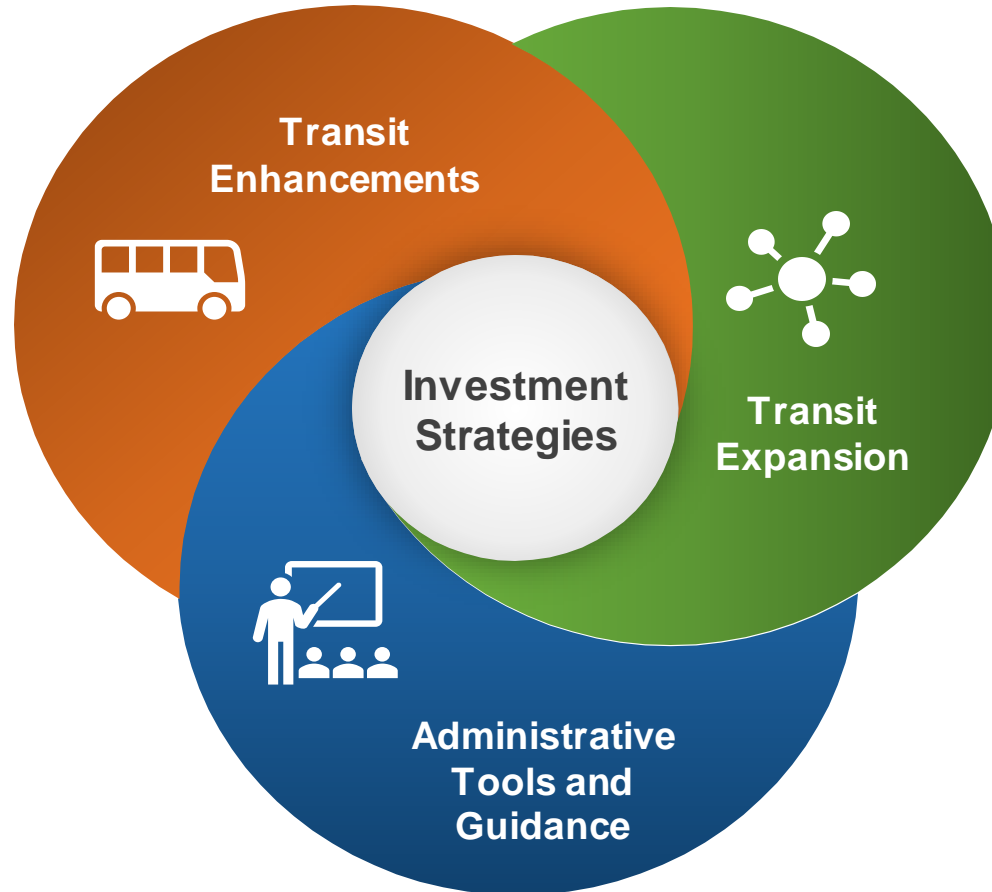 Transit
Enhancements
Investment
Strategies
Transit
Expansion
Administrative
Tools and
Guidance